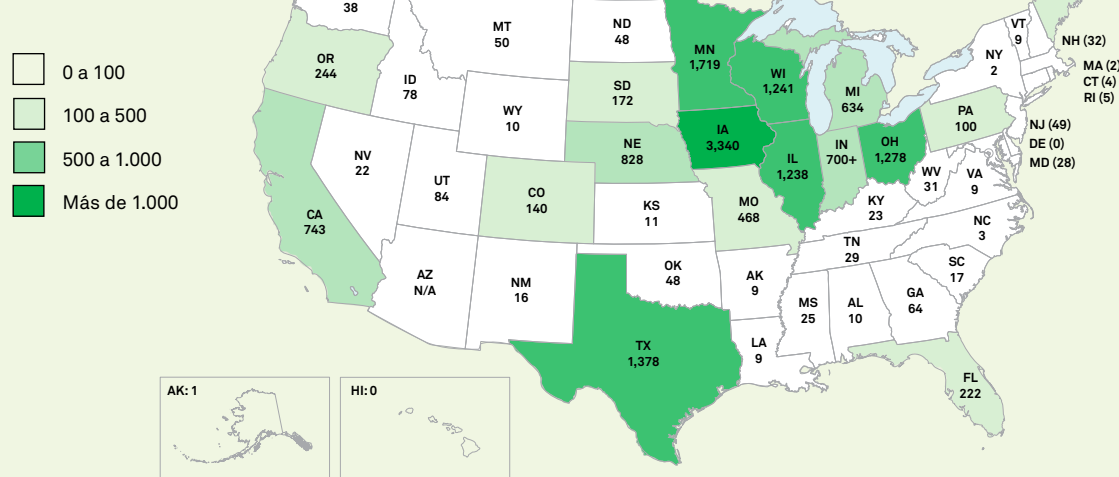 0 a 100
100 a 500
500 a 1.000
Más de 1.000
38
OR
244
CA
743
NV
22
ID
78
MT
50
WY
10
UT
84
AZ
N/A
CO
140
NM
16
ND
48
SD
172
NE
828
KS
11
OK
48
TX
1,378
MN
1,719
IA
3,340
MO
468
AK
9
LA
9
WI
1,241
IL
1,238
MI
634
IN
700+
OH
1,278
KY
23
TN
29
MS
25
AL
10
GA
64
FL
222
SC
17
NC
3
VA
9
WV
31
PA
100
NY
2
VT
9
NH (32)
MA (2)
CT (4)
RI (5)
NJ (49)
DE (0)
MD (28)
AK: 1
HI: 0